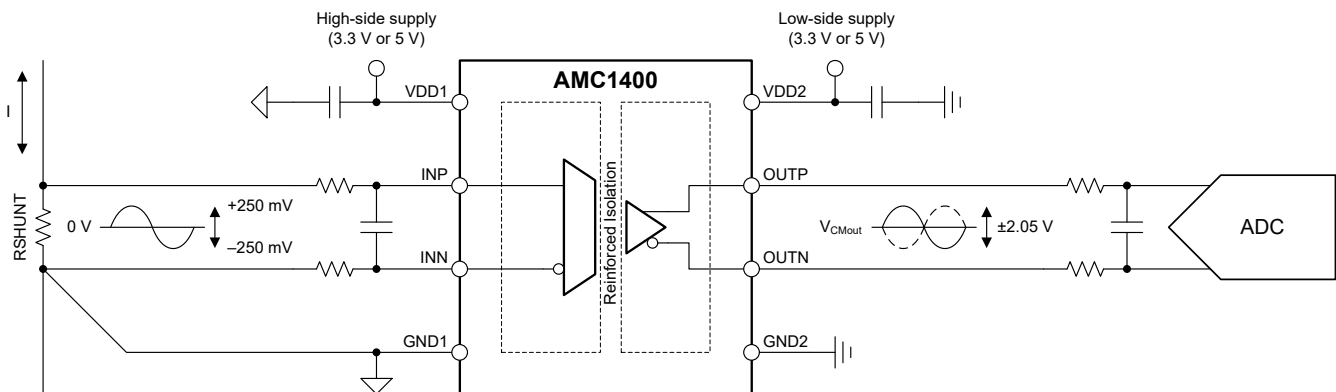 High-side supply
(3.3 V or 5 V)
Low-side supply
(3.3 V or 5 V)
AMC1400
VDD1
VDD2
I
INP
OUTP
RSHUNT
0 V
+250 mV
–250 mV
Reinforced Isolation
VCMout
±2.05 V
ADC
INN
OUTN
GND1
GND2